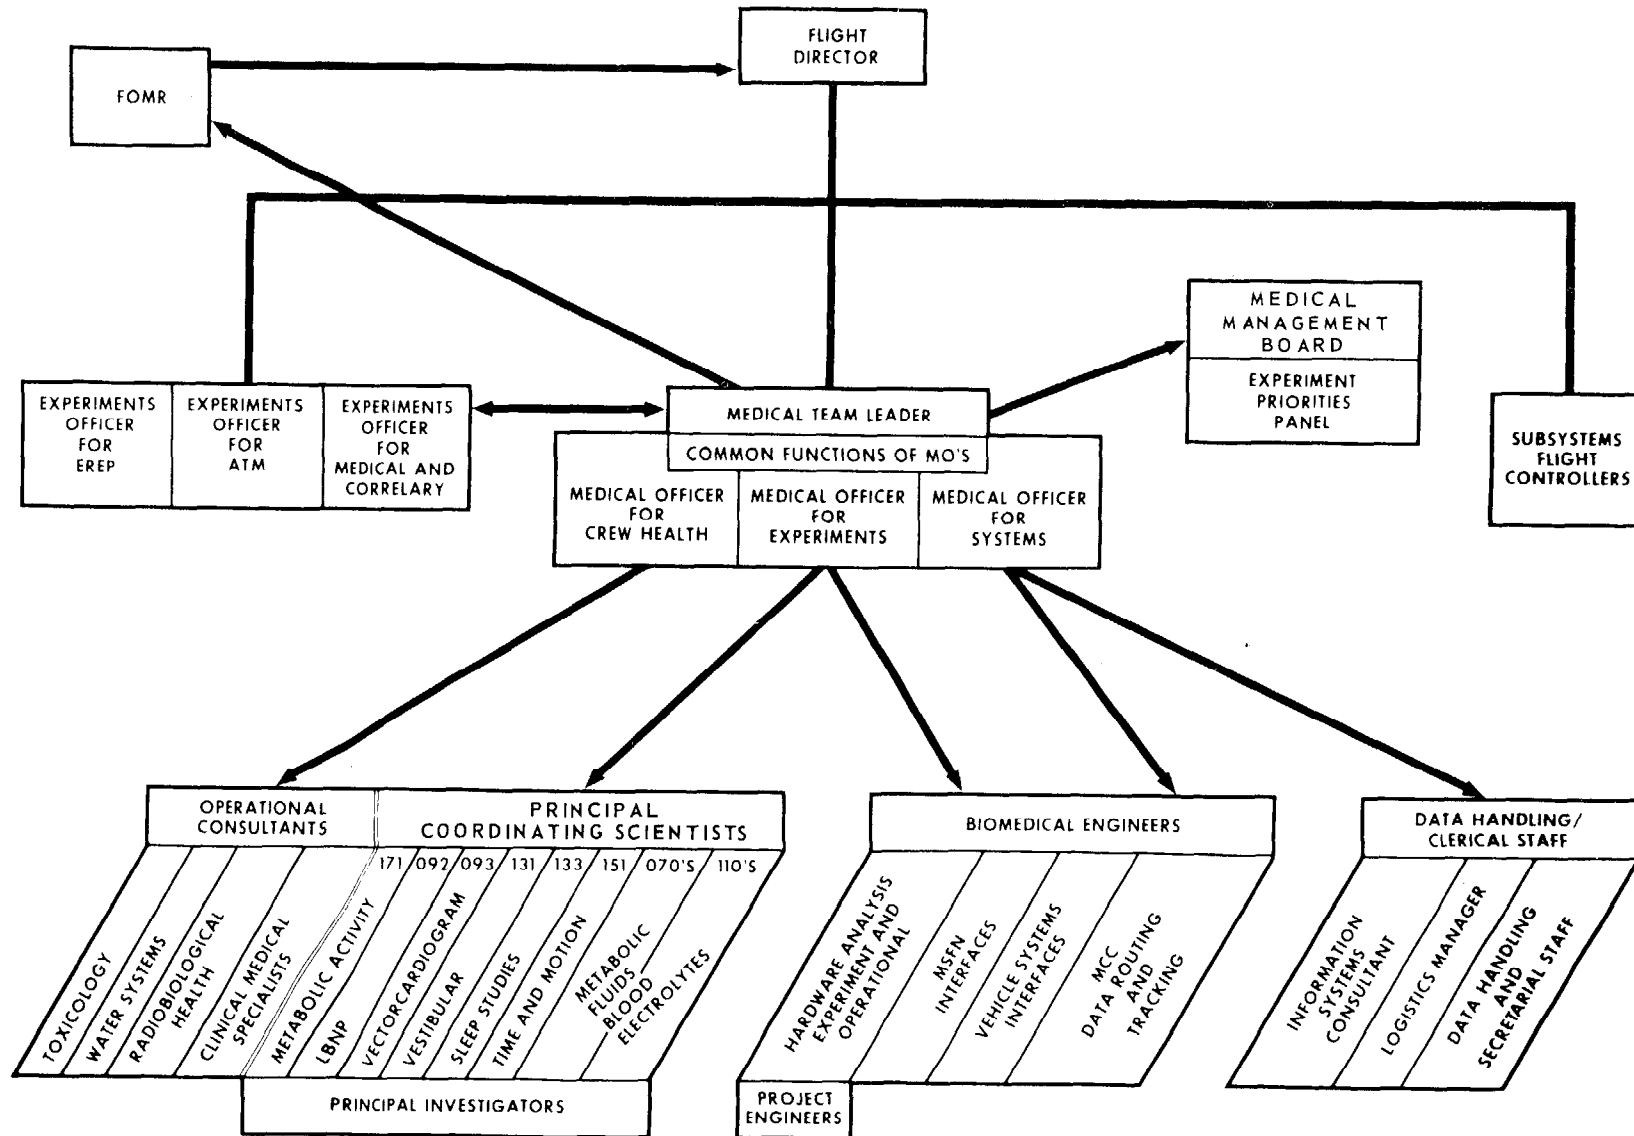 FLIGHT
DIRECTOR
FOMR
MEDICAL
MANAGEMENT
BOARD
EXPERIMENT
PRIORITIES
PANEL
EXPERIMENTS
OFFICER
FOR
EREP
EXPERIMENTS
OFFICER
FOR
ATM
EXPERIMENTS
OFFICER
FOR
MEDICAL AND
CORRELARY
MEDICAL TEAM LEADER
COMMON FUNCTIONS OF MO'S
MEDICAL OFFICER
FOR
CREW HEALTH
MEDICAL OFFICER
FOR
EXPERIMENTS
MEDICAL OFFICER
FOR
SYSTEMS
SUBSYSTEMS
FLIGHT
CONTROLLERS
OPERATIONAL
CONSULTANTS
PRINCIPAL
COORDINATING SCIENTISTS
171
092
093
131
133
151
070'S
110'S
TOXICOLOGY
WATER SYSTEMS
RADIOBIOLOGICAL
HEALTH
CLINICAL MEDICAL
SPECIALISTS
METABOLIC ACTIVITY
LBNP
VECTORCARDIOGRAM
VESTIBULAR
SLEEP STUDIES
TIME AND MOTION
METABOLIC
FLUIDS
BLOOD
ELECTROLYTES
PRINCIPAL INVESTIGATORS
BIOMEDICAL ENGINEERS
HARDWARE ANALYSIS
EXPERIMENT AND
OPERATIONAL
MSFN
INTERFACES
VEHICLE SYSTEMS
INTERFACES
MCC
DATA ROUTING
AND
TRACKING
PROJECT
ENGINEERS
DATA HANDLING/
CLERICAL STAFF
INFORMATION
SYSTEMS
CONSULTANT
LOGISTICS MANAGER
DATA HANDLING
AND
SECRETARIAL STAFF